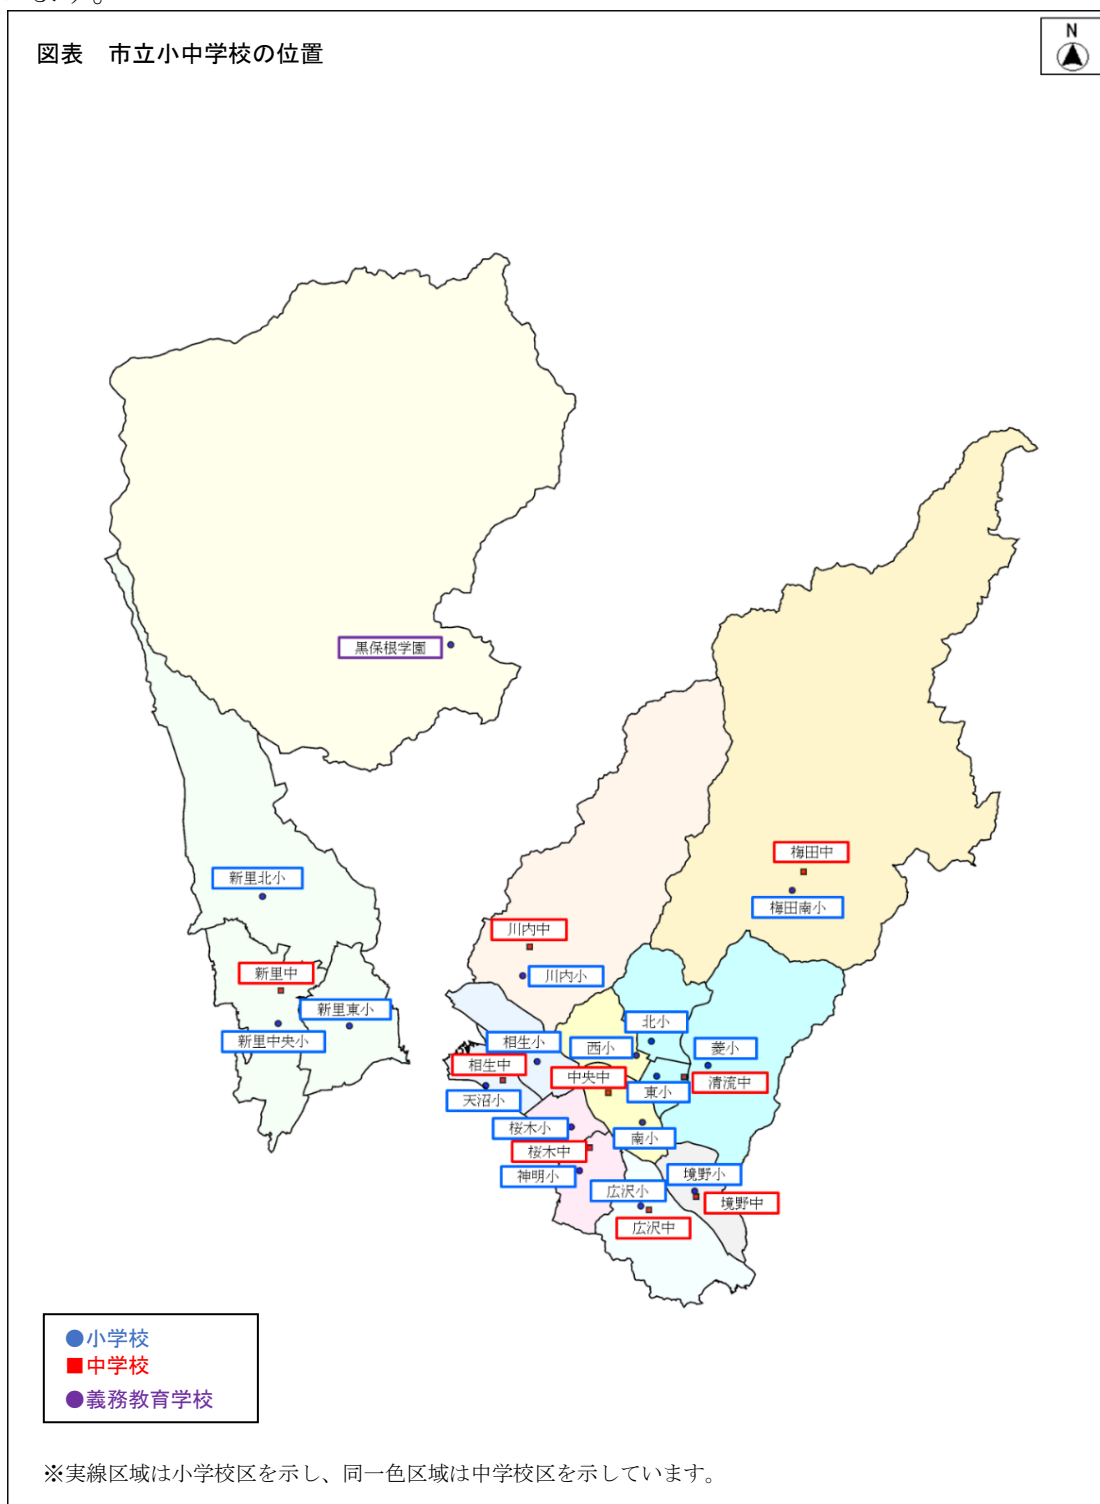 ます。
図表　市立小中学校の位置
N
黒保根学園
梅田中
梅田南小
新里北小
川内中
新里中
川内小
新里東小
新里中央小
北小
相生小
西小
菱小
相生中
中央中
清流中
天沼小
東小
桜木小
南小
桜木中
神明小
境野小
広沢小
境野中
広沢中
●小学校
■中学校
●義務教育学校
※実線区域は小学校区を示し、同一色区域は中学校区を示しています。